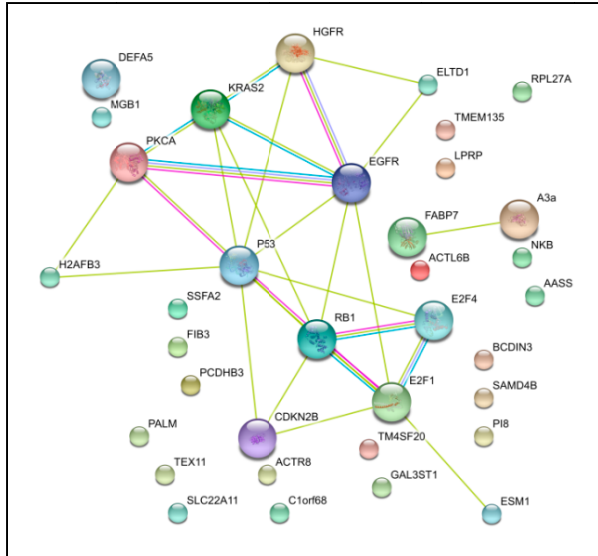 HGFR
DEFA5
ELTD1
KRAS2
RPL27A
MGB1
TMEM135
PKCA
EGFR
LPRP
A3a
FABP7
P53
NKB
H2AFB3
ACTL6B
AASS
SSFA2
RB1
E2F4
FIB3
BCDIN3
PCDHB3
E2F1
SAMD4B
CDKN2B
PALM
TM4SF20
PI8
TEX11
ACTR8
GAL3ST1
SLC22A11
C1orf68
ESM1